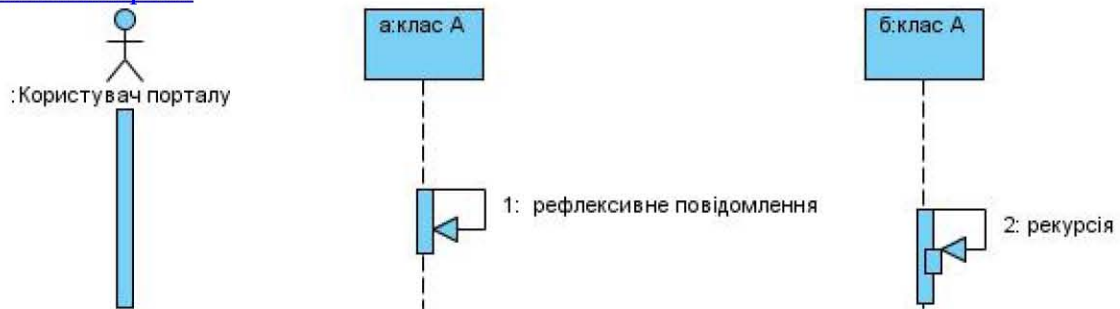 а:клас А
б:клас А
:Користувач порталу
1: рефлексивне повідомлення
2: рекурсія